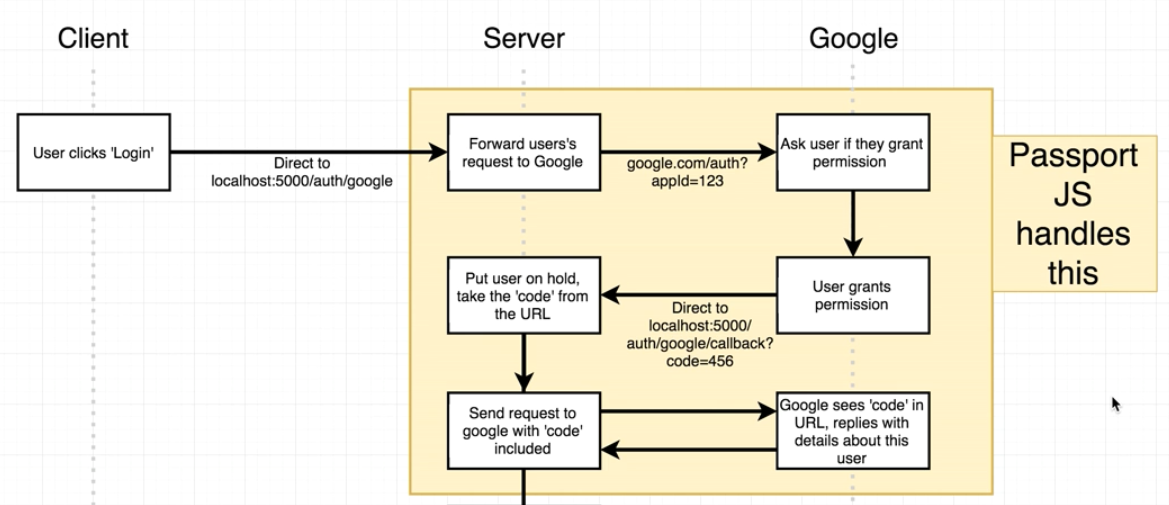 Client
Server
Google
User clicks 'Login'
Direct to
localhost:5000/auth/google
Forward users's
request to Google
google.com/auth?
appId=123
Ask user if they grant
permission
Passport
JS
handles
this
Put user on hold,
take the 'code' from
the URL
Direct to
localhost:5000/
auth/google/callback?
code=456
User grants
permission
Send request to
google with 'code'
included
Google sees 'code' in
URL, replies with
details about this
user